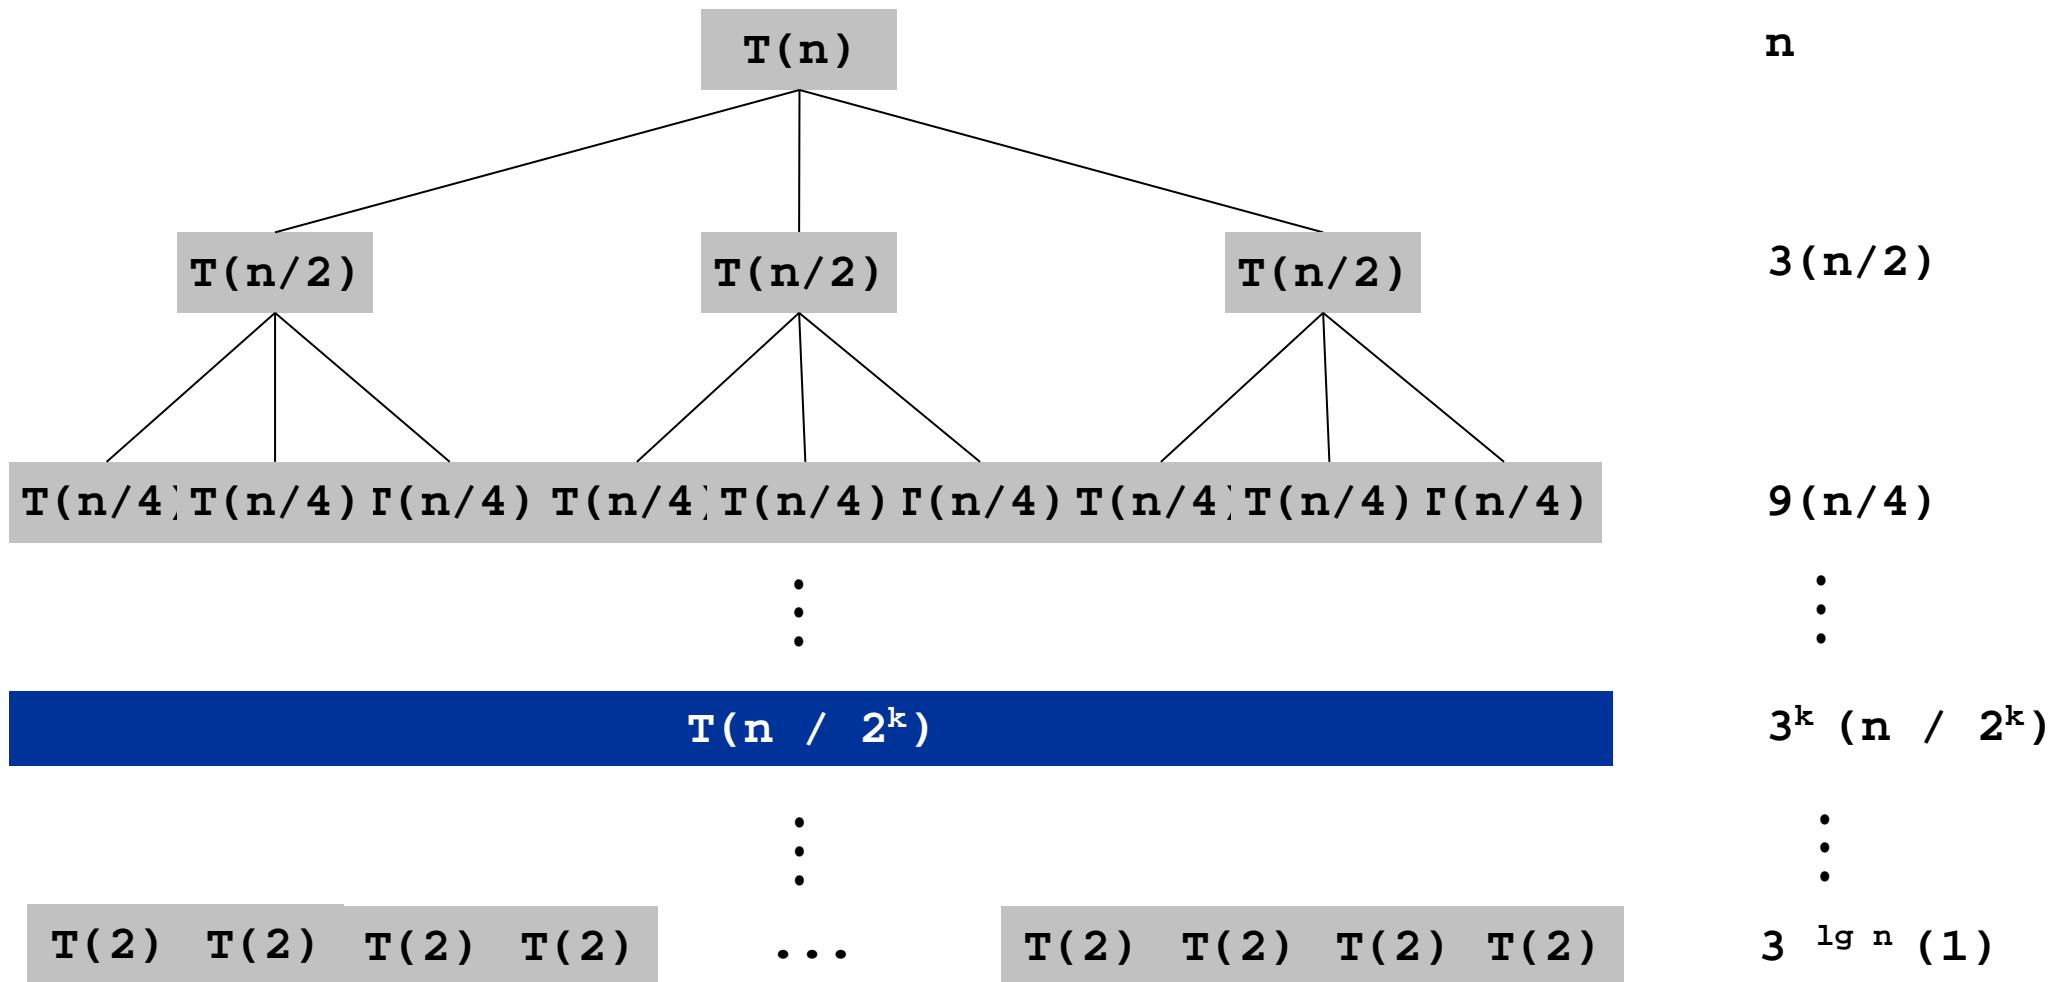 T(n) n
T(n/2) T(n/2) T(n/2) 3(n/2)
T(n/4) T(n/4) T(n/4) T(n/4) T(n/4) T(n/4) T(n/4) T(n/4) T(n/4) 9(n/4)
T(n / 2ᵏ) 3ᵏ (n / 2ᵏ)
T(2) T(2) T(2) T(2) ... T(2) T(2) T(2) T(2) 3 ˡᵍ ⁿ (1)